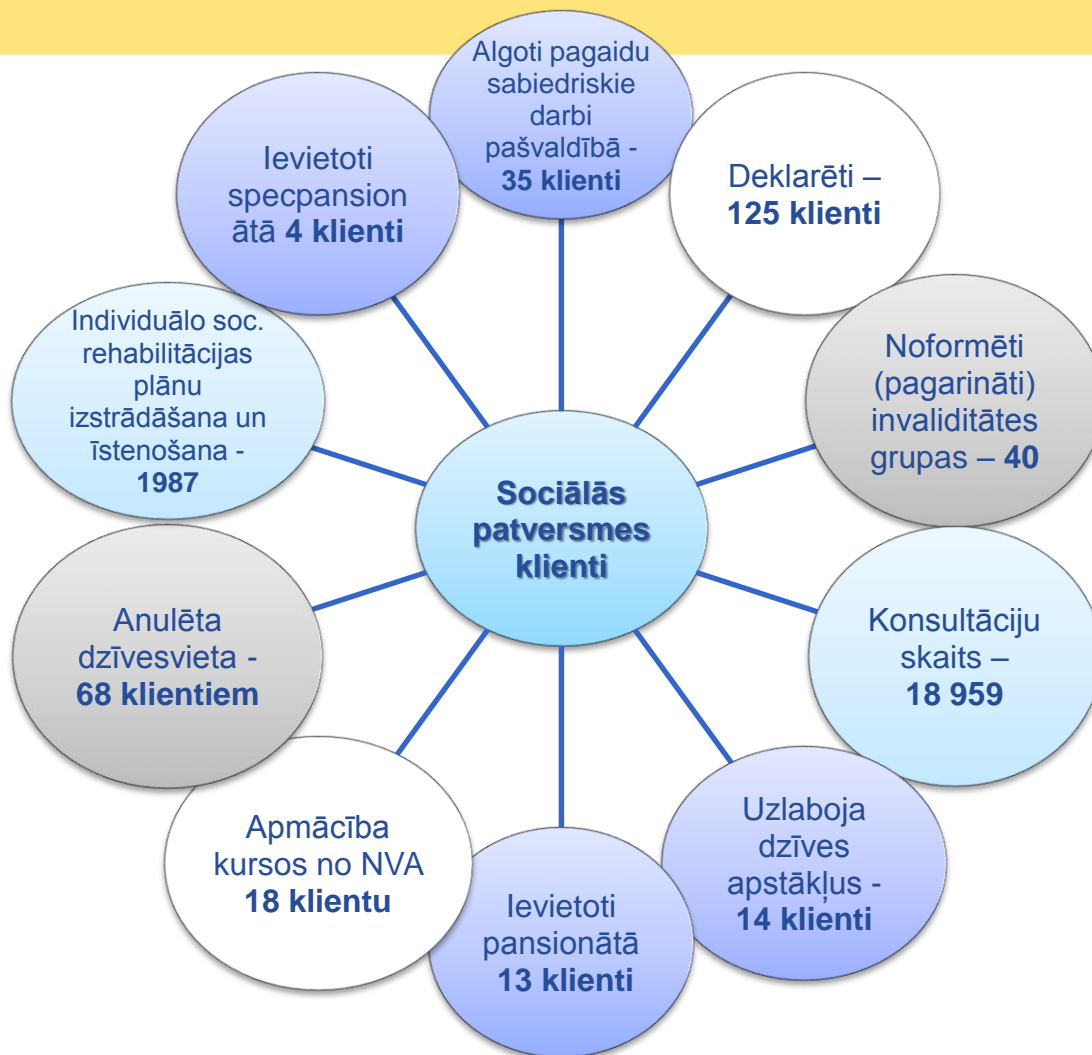 Algoti pagaidu
sabiedriskie
darbi
pašvaldībā -
35 klienti
Deklarēti –
125 klienti
Noformēti
(pagarināti)
invaliditātes
grupas – 40
Konsultāciju
skaits –
18 959
Uzlaboja
dzīves
apstākļus -
14 klienti
Ievietoti
pansionātā
13 klienti
Apmācība
kursos no NVA
18 klientu
Anulēta
dzīvesvieta -
68 klientiem
Individuālo soc.
rehabilitācijas
plānu
izstrādāšana un
īstenošana -
1987
Ievietoti
specpansion
ātā 4 klienti
Sociālās
patversmes
klienti